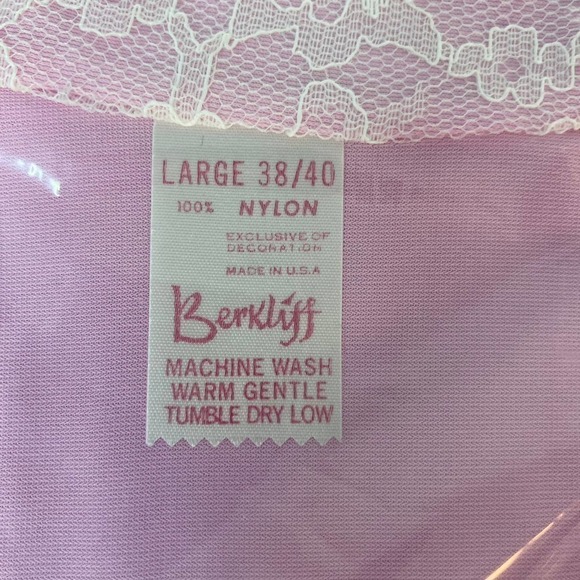 LARGE 38/40
100% NYLON
EXCLUSIVE OF
DECORATION
MADE IN U.S.A
Berkliff
MACHINE WASH
WARM GENTLE
TUMBLE DRY LOW